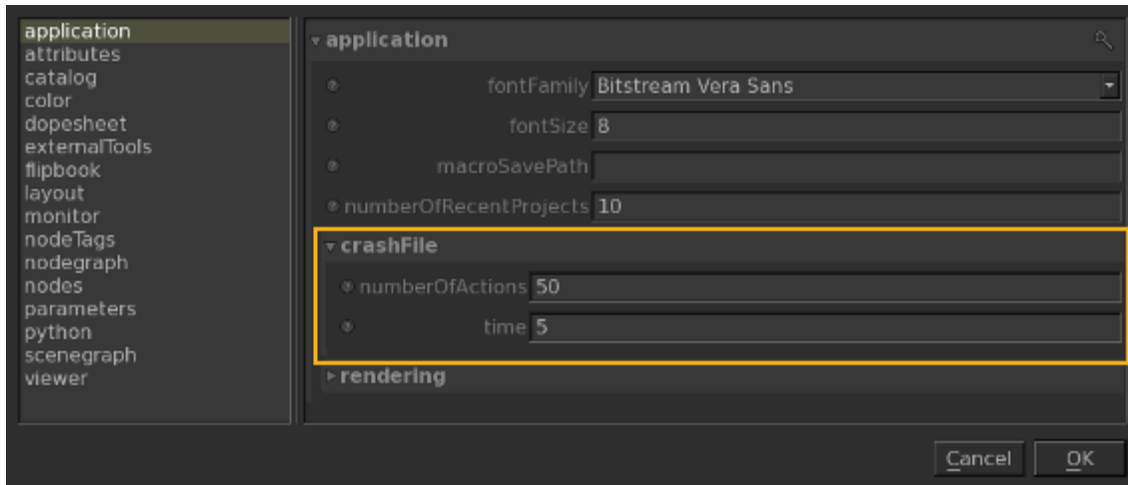 application
attributes
catalog
color
dopesheet
externalTools
flipbook
layout
monitor
nodeTags
nodegraph
nodes
parameters
python
scenegraph
viewer
application
fontFamily Bitstream Vera Sans
fontSize 8
macroSavePath
numberOfRecentProjects 10
crashFile
numberOfActions 50
time 5
rendering
Cancel OK